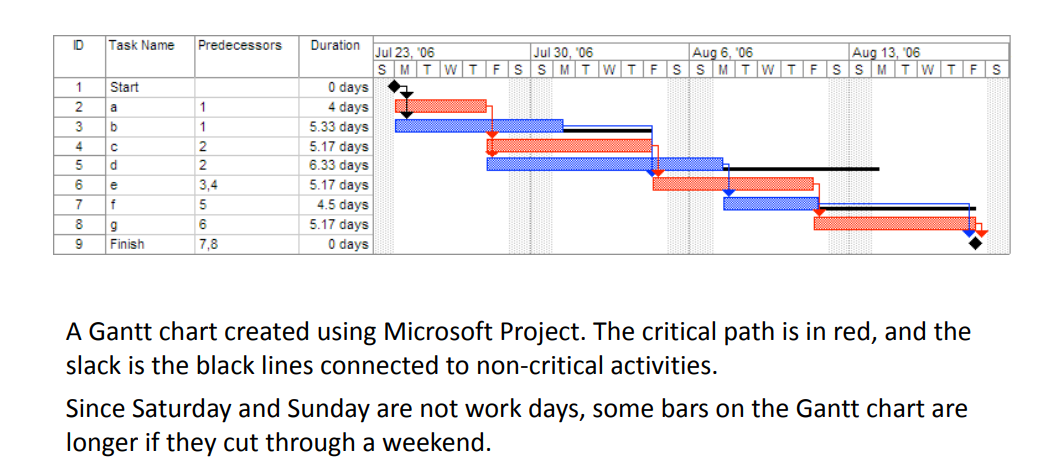 ID Task Name Predecessors Duration
Jul 23, '06 Jul 30, '06 Aug 6, '06 Aug 13, '06
S M T W T F S S M T W T F S S M T W T F S S M T W T F S
1 Start 0 days
2 a 1 4 days
3 b 1 5.33 days
4 c 2 5.17 days
5 d 2 6.33 days
6 e 3,4 5.17 days
7 f 5 4.5 days
8 g 6 5.17 days
9 Finish 7,8 0 days
A Gantt chart created using Microsoft Project. The critical path is in red, and the
slack is the black lines connected to non-critical activities.
Since Saturday and Sunday are not work days, some bars on the Gantt chart are
longer if they cut through a weekend.